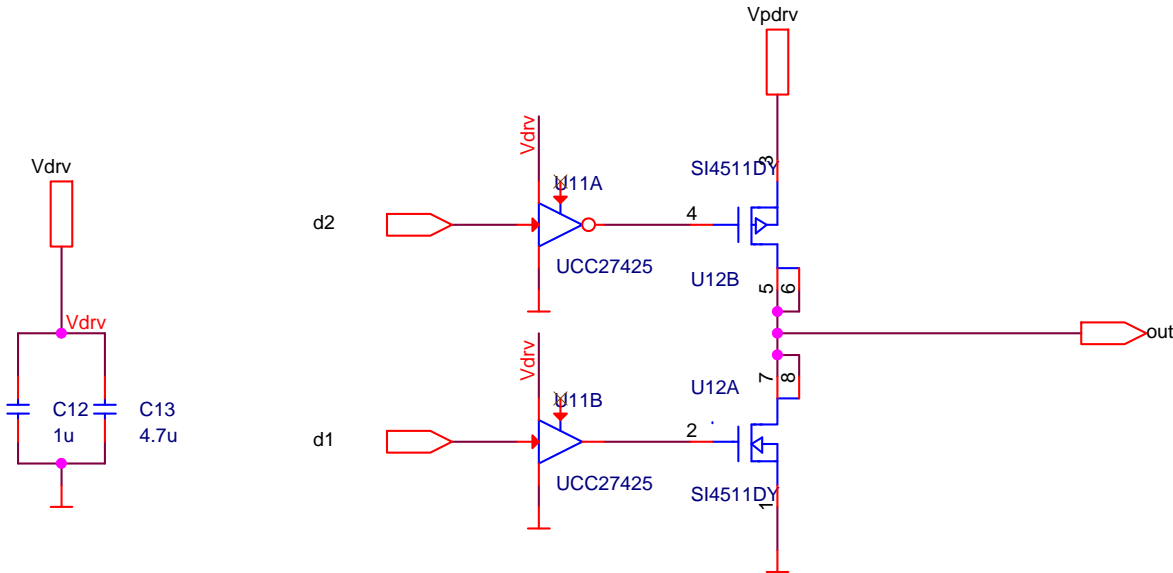 Vpdrv
Vdrv
3
SI4511DY
Vdrv
U11A
d2
4
UCC27425
U12B
5
6
Vdrv
out
Vdrv
7
8
U12A
C12
1u
C13
4.7u
U11B
d1
2
UCC27425
SI4511DY
1